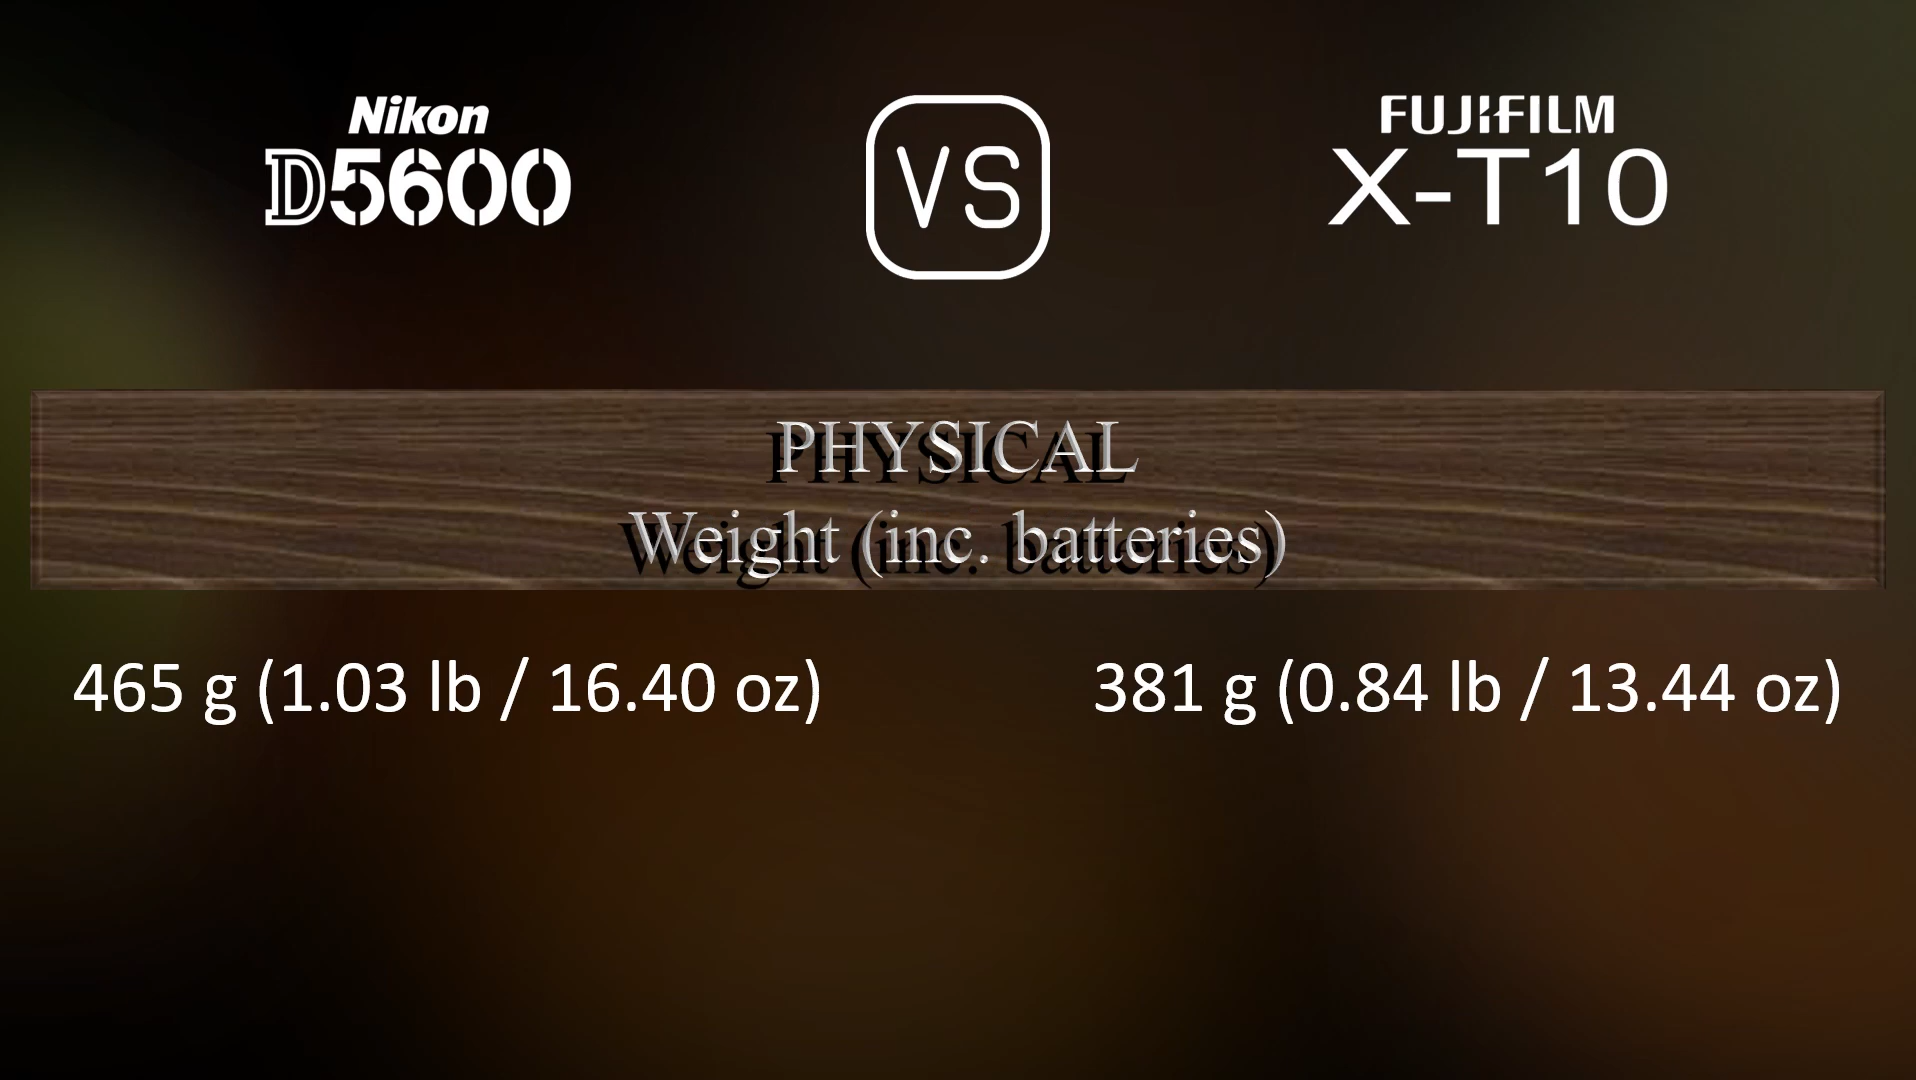 Nikon
D5600
VS
FUJIFILM
X-T10
PHYSICAL
Weight (inc. batteries)
465 g (1.03 lb / 16.40 oz)
381 g (0.84 lb / 13.44 oz)